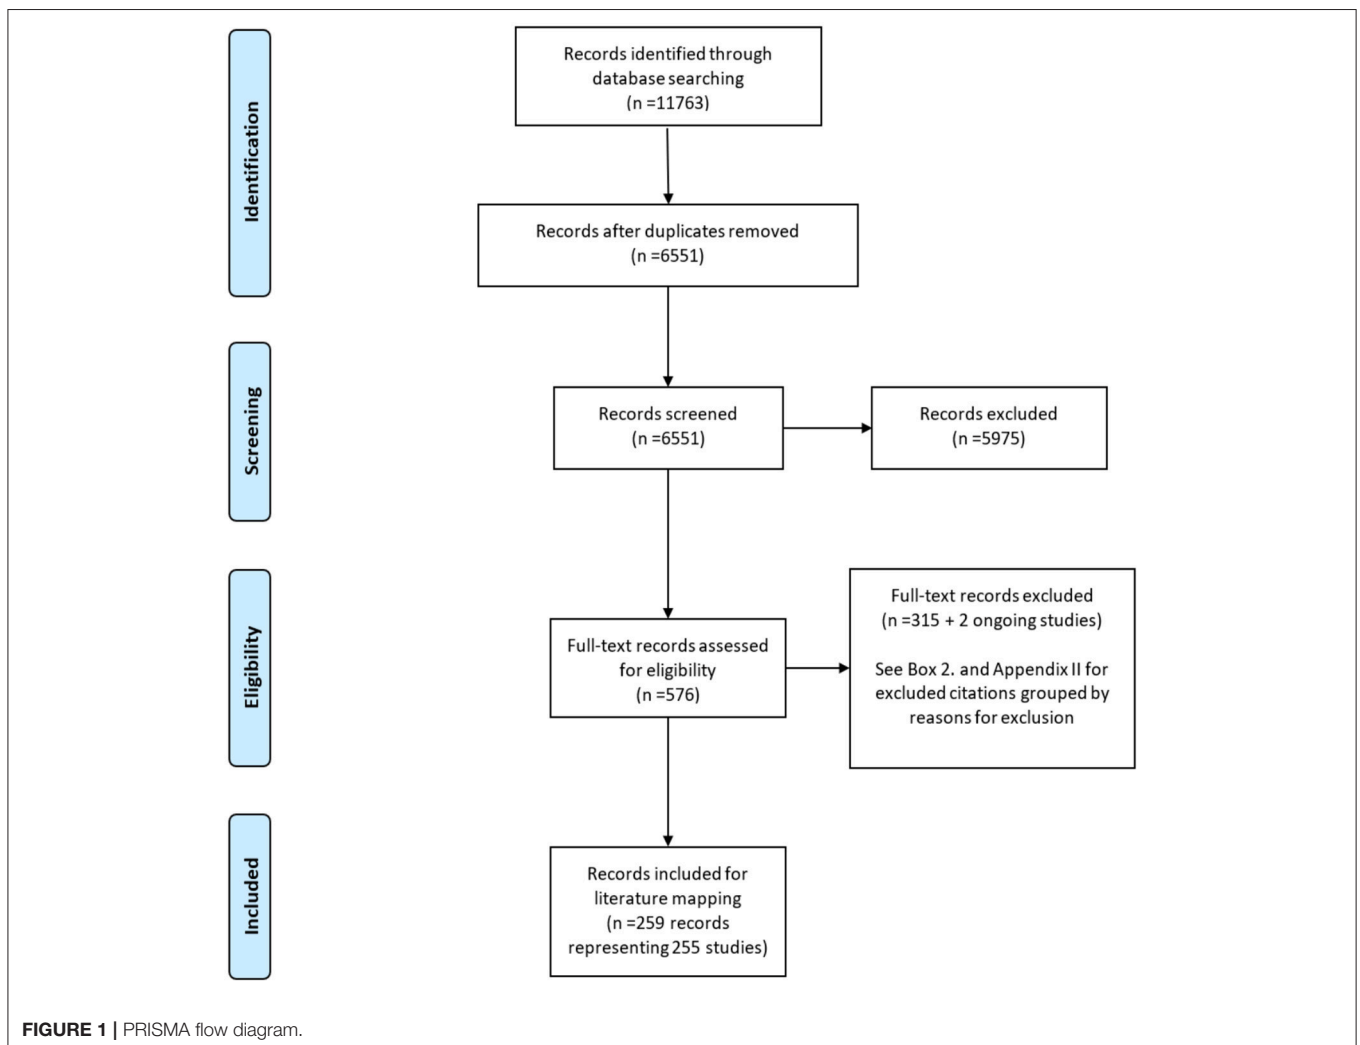 Identification
Records identified through
database searching
(n =11763)
Records after duplicates removed
(n =6551)
Screening
Records screened
(n =6551)
Records excluded
(n =5975)
Eligibility
Full-text records assessed
for eligibility
(n =576)
Full-text records excluded
(n =315 + 2 ongoing studies)
See Box 2. and Appendix II for
excluded citations grouped by
reasons for exclusion
Included
Records included for
literature mapping
(n =259 records
representing 255 studies)
FIGURE 1 | PRISMA flow diagram.